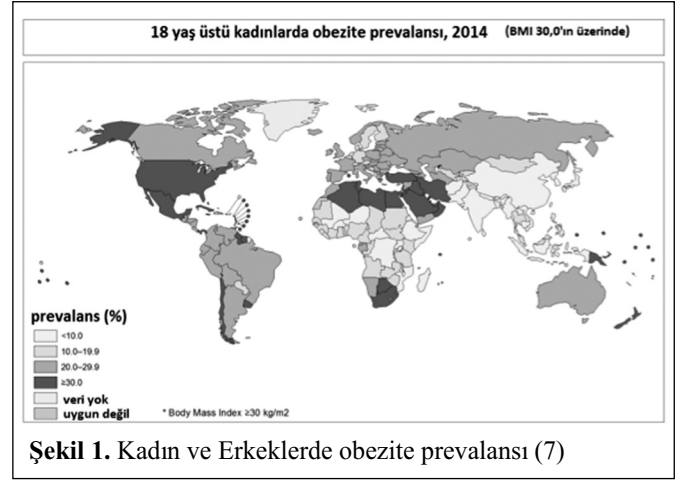 18 yaş üstü kadınlarda obezite prevalansı, 2014 (BMI 30,0'ın üzerinde)
prevalans (%)
<10.0
10.0–19.9
20.0–29.9
≥30.0
veri yok
uygun değil
* Body Mass Index ≥30 kg/m2
Şekil 1. Kadın ve Erkeklerde obezite prevalansı (7)